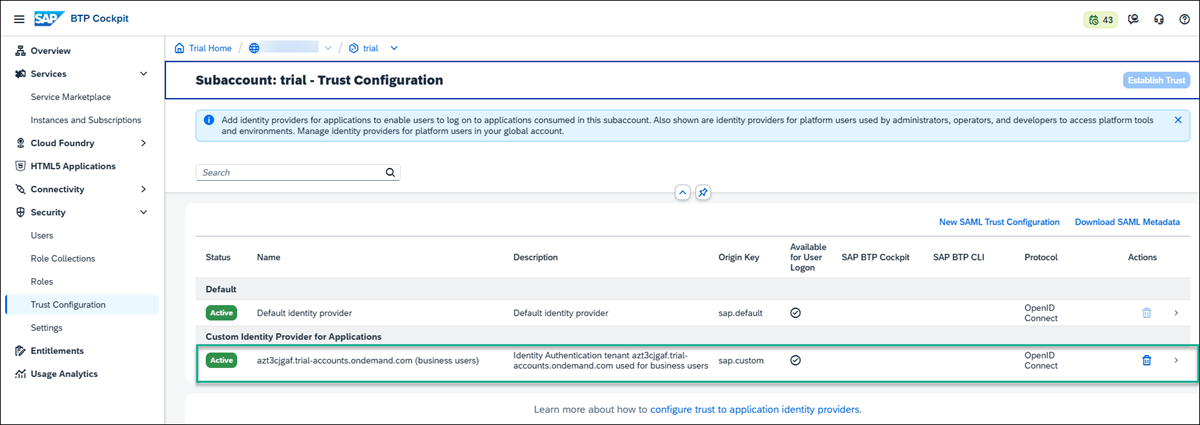 SAP BTP Cockpit 43
Overview
Services
Service Marketplace
Instances and Subscriptions
Cloud Foundry
HTML5 Applications
Connectivity
Security
Users
Role Collections
Roles
Trust Configuration
Settings
Entitlements
Usage Analytics
Trial Home / / trial
Subaccount: trial - Trust Configuration Establish Trust
Add identity providers for applications to enable users to log on to applications consumed in this subaccount. Also shown are identity providers for platform users used by administrators, operators, and developers to access platform tools
and environments. Manage identity providers for platform users in your global account.
Search
New SAML Trust Configuration Download SAML Metadata
Status Name Description Origin Key Available for User Logon SAP BTP Cockpit SAP BTP CLI Protocol Actions
Default
Active Default identity provider Default identity provider sap.default OpenID Connect
Custom Identity Provider for Applications
Active azt3cjgaf.trial-accounts.ondemand.com (business users) Identity Authentication tenant azt3cjgaf.trial-accounts.ondemand.com used for business users sap.custom OpenID Connect
Learn more about how to configure trust to application identity providers.